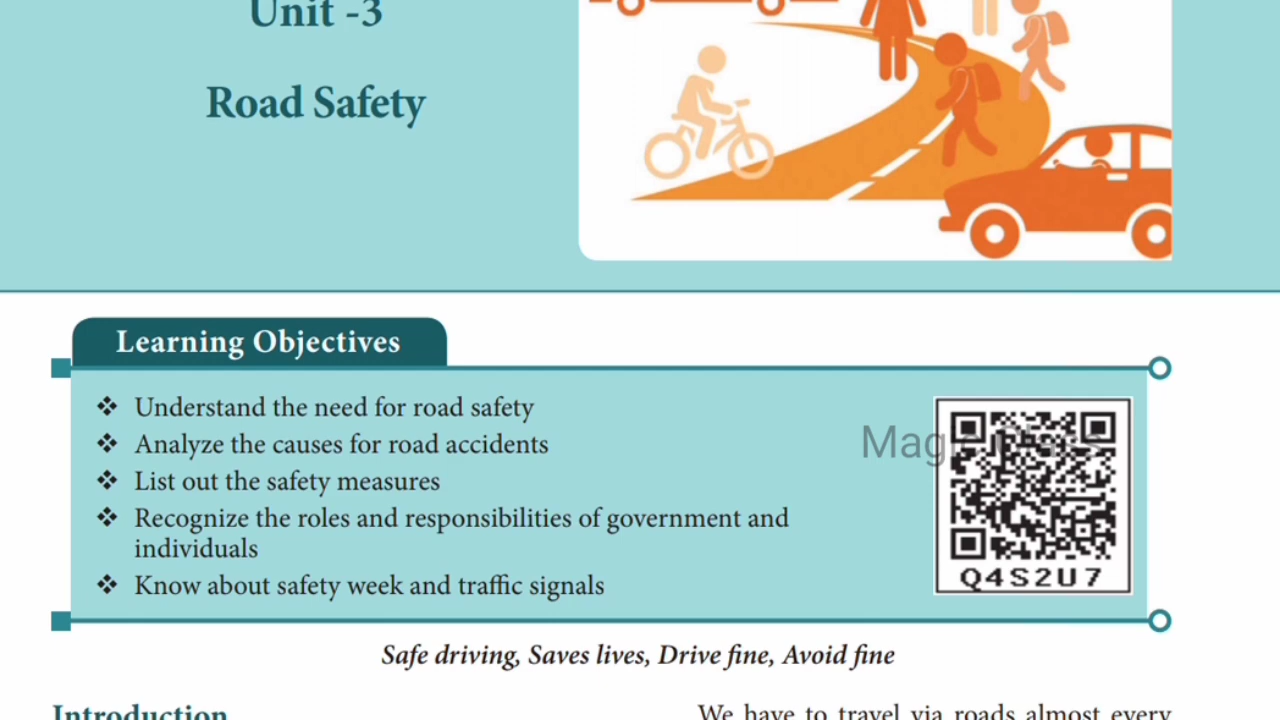 Unit -3
Road Safety
Learning Objectives
❖ Understand the need for road safety
❖ Analyze the causes for road accidents
❖ List out the safety measures
❖ Recognize the roles and responsibilities of government and
individuals
❖ Know about safety week and traffic signals
Q4S2U7
Safe driving, Saves lives, Drive fine, Avoid fine
Introduction
We have to travel via roads almost every